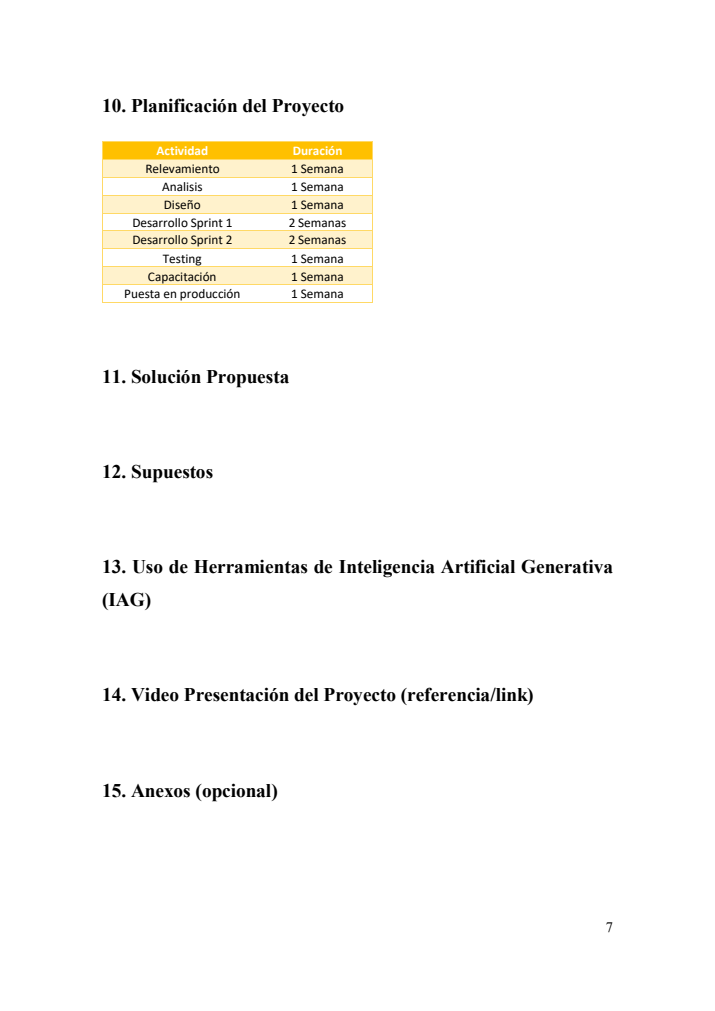 10. Planificación del Proyecto
Actividad Duración
Relevamiento 1 Semana
Analisis 1 Semana
Diseño 1 Semana
Desarrollo Sprint 1 2 Semanas
Desarrollo Sprint 2 2 Semanas
Testing 1 Semana
Capacitación 1 Semana
Puesta en producción 1 Semana
11. Solución Propuesta
12. Supuestos
13. Uso de Herramientas de Inteligencia Artificial Generativa
(IAG)
14. Video Presentación del Proyecto (referencia/link)
15. Anexos (opcional)
7